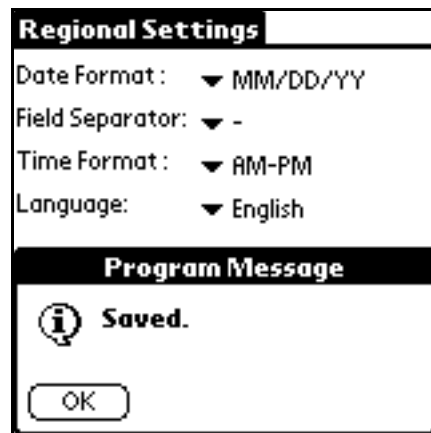 Regional Settings
Date Format : MM/DD/YY
Field Separator: -
Time Format : AM-PM
Language: English
Program Message
Saved.
OK